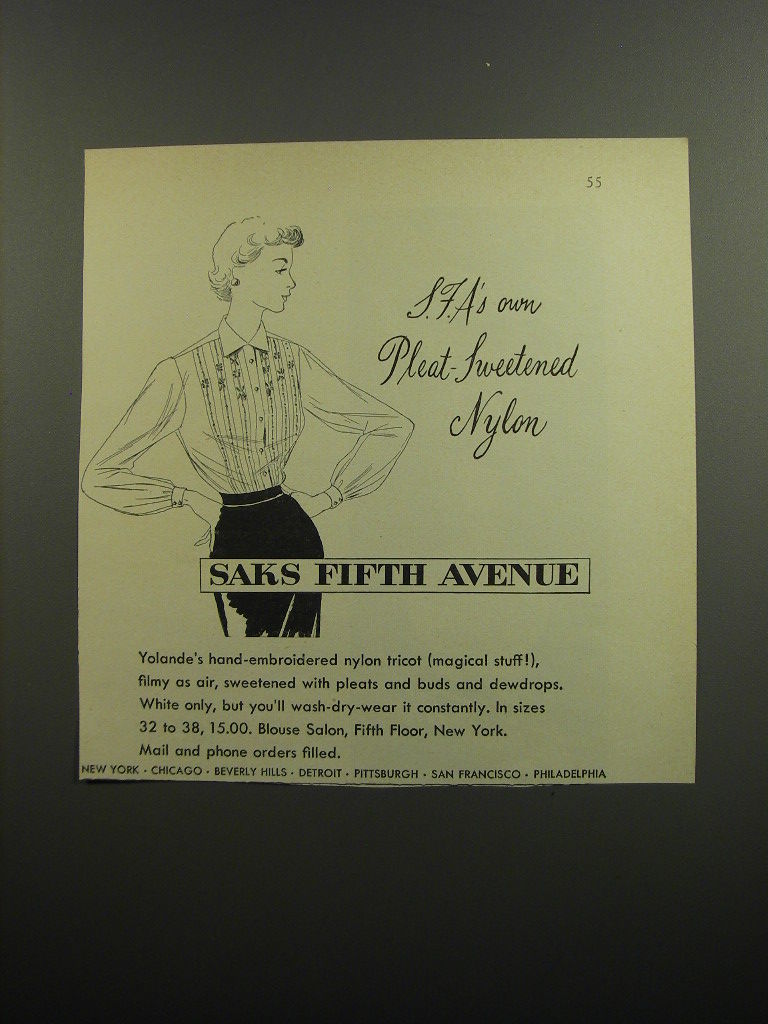 55
S.F.A's own
Pleat-Sweetened
Nylon
SAKS FIFTH AVENUE
Yolande's hand-embroidered nylon tricot (magical stuff!),
filmy as air, sweetened with pleats and buds and dewdrops.
White only, but you'll wash-dry-wear it constantly. In sizes
32 to 38, 15.00. Blouse Salon, Fifth Floor, New York.
Mail and phone orders filled.
NEW YORK · CHICAGO · BEVERLY HILLS · DETROIT · PITTSBURGH · SAN FRANCISCO · PHILADELPHIA